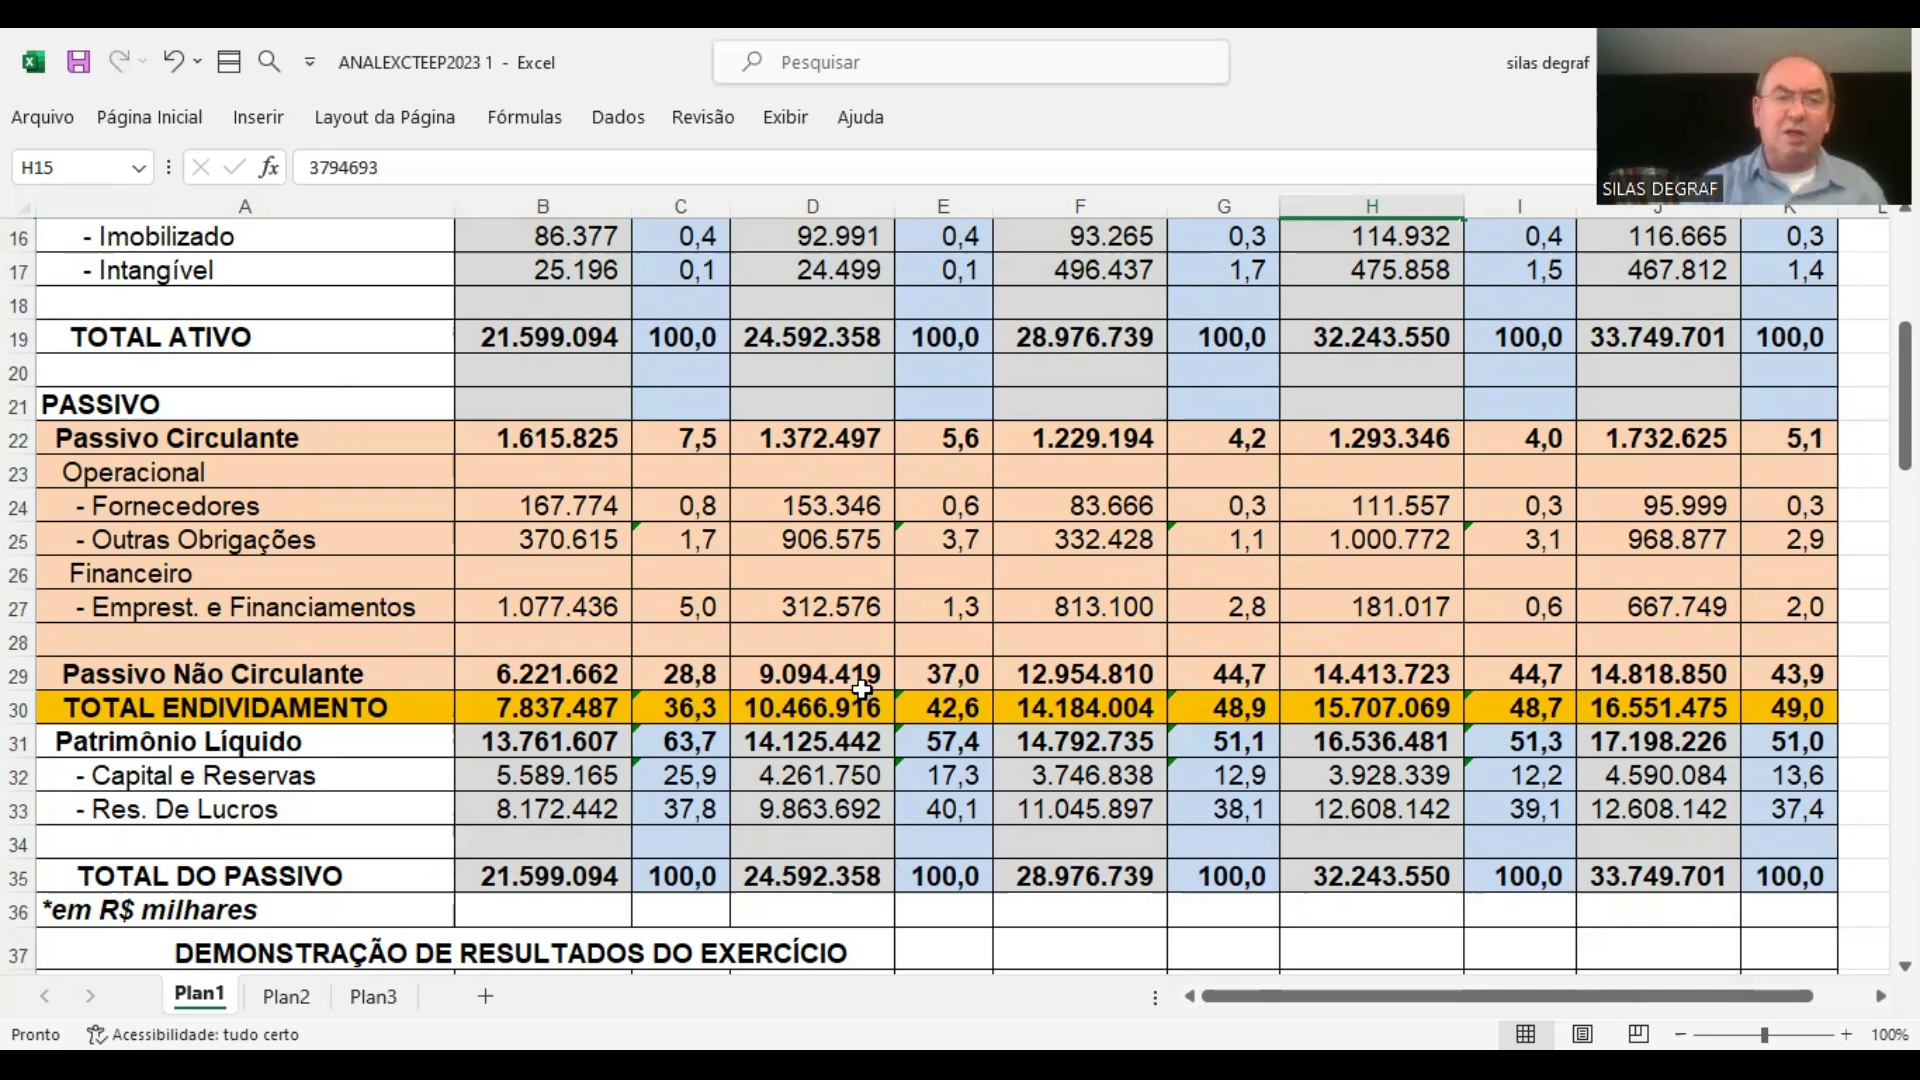 ANALEXCTEEP2023 1 - Excel
Pesquisar
silas degraf
Arquivo Página Inicial Inserir Layout da Página Fórmulas Dados Revisão Exibir Ajuda
H15 fx 3794693
SILAS DEGRAF
A B C D E F G H I J K L
16 - Imobilizado 86.377 0,4 92.991 0,4 93.265 0,3 114.932 0,4 116.665 0,3
17 - Intangível 25.196 0,1 24.499 0,1 496.437 1,7 475.858 1,5 467.812 1,4
18
19 TOTAL ATIVO 21.599.094 100,0 24.592.358 100,0 28.976.739 100,0 32.243.550 100,0 33.749.701 100,0
20
21 PASSIVO
22 Passivo Circulante 1.615.825 7,5 1.372.497 5,6 1.229.194 4,2 1.293.346 4,0 1.732.625 5,1
23 Operacional
24 - Fornecedores 167.774 0,8 153.346 0,6 83.666 0,3 111.557 0,3 95.999 0,3
25 - Outras Obrigações 370.615 1,7 906.575 3,7 332.428 1,1 1.000.772 3,1 968.877 2,9
26 Financeiro
27 - Emprest. e Financiamentos 1.077.436 5,0 312.576 1,3 813.100 2,8 181.017 0,6 667.749 2,0
28
29 Passivo Não Circulante 6.221.662 28,8 9.094.419 37,0 12.954.810 44,7 14.413.723 44,7 14.818.850 43,9
30 TOTAL ENDIVIDAMENTO 7.837.487 36,3 10.466.916 42,6 14.184.004 48,9 15.707.069 48,7 16.551.475 49,0
31 Patrimônio Líquido 13.761.607 63,7 14.125.442 57,4 14.792.735 51,1 16.536.481 51,3 17.198.226 51,0
32 - Capital e Reservas 5.589.165 25,9 4.261.750 17,3 3.746.838 12,9 3.928.339 12,2 4.590.084 13,6
33 - Res. De Lucros 8.172.442 37,8 9.863.692 40,1 11.045.897 38,1 12.608.142 39,1 12.608.142 37,4
34
35 TOTAL DO PASSIVO 21.599.094 100,0 24.592.358 100,0 28.976.739 100,0 32.243.550 100,0 33.749.701 100,0
36 *em R$ milhares
37 DEMONSTRAÇÃO DE RESULTADOS DO EXERCÍCIO
Plan1 Plan2 Plan3
Pronto Acessibilidade: tudo certo 100%